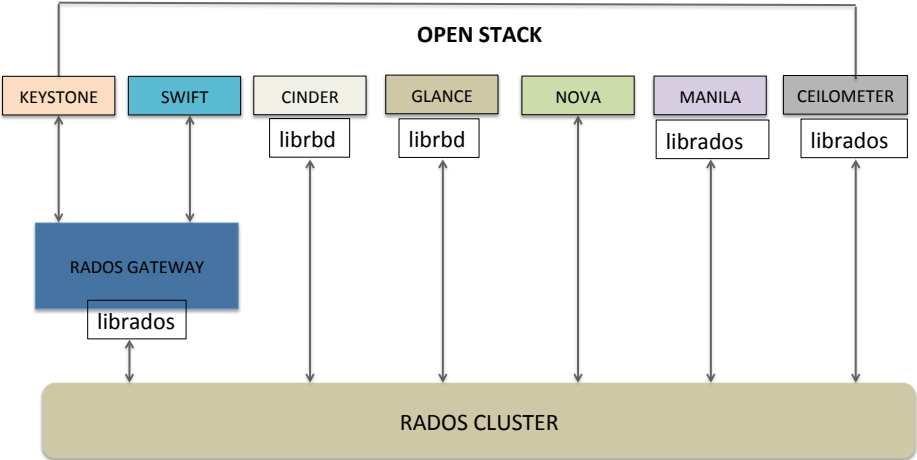 OPEN STACK
KEYSTONE
SWIFT
CINDER
GLANCE
NOVA
MANILA
CEILOMETER
librbd
librbd
librados
librados
RADOS GATEWAY
librados
RADOS CLUSTER